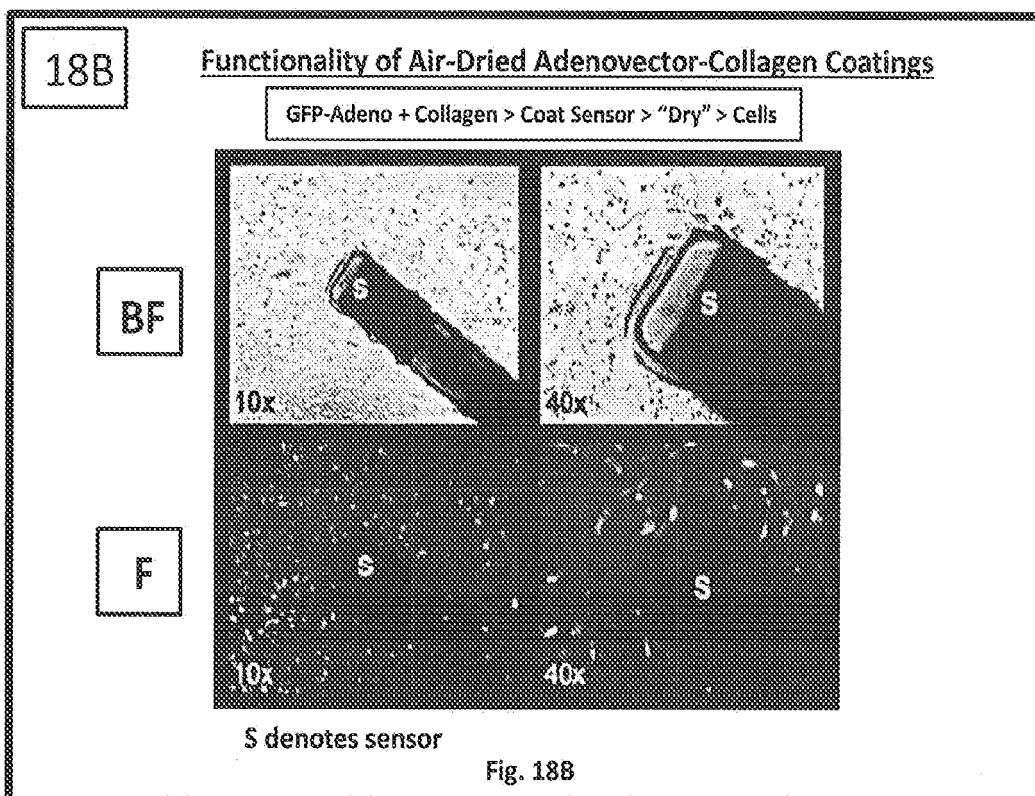 18B
Functionality of Air-Dried Adenovector-Collagen Coatings
GFP-Adeno + Collagen > Coat Sensor > "Dry" > Cells
BF
S
S
10x
40x
F
S
S
10x
40x
S denotes sensor
Fig. 18B